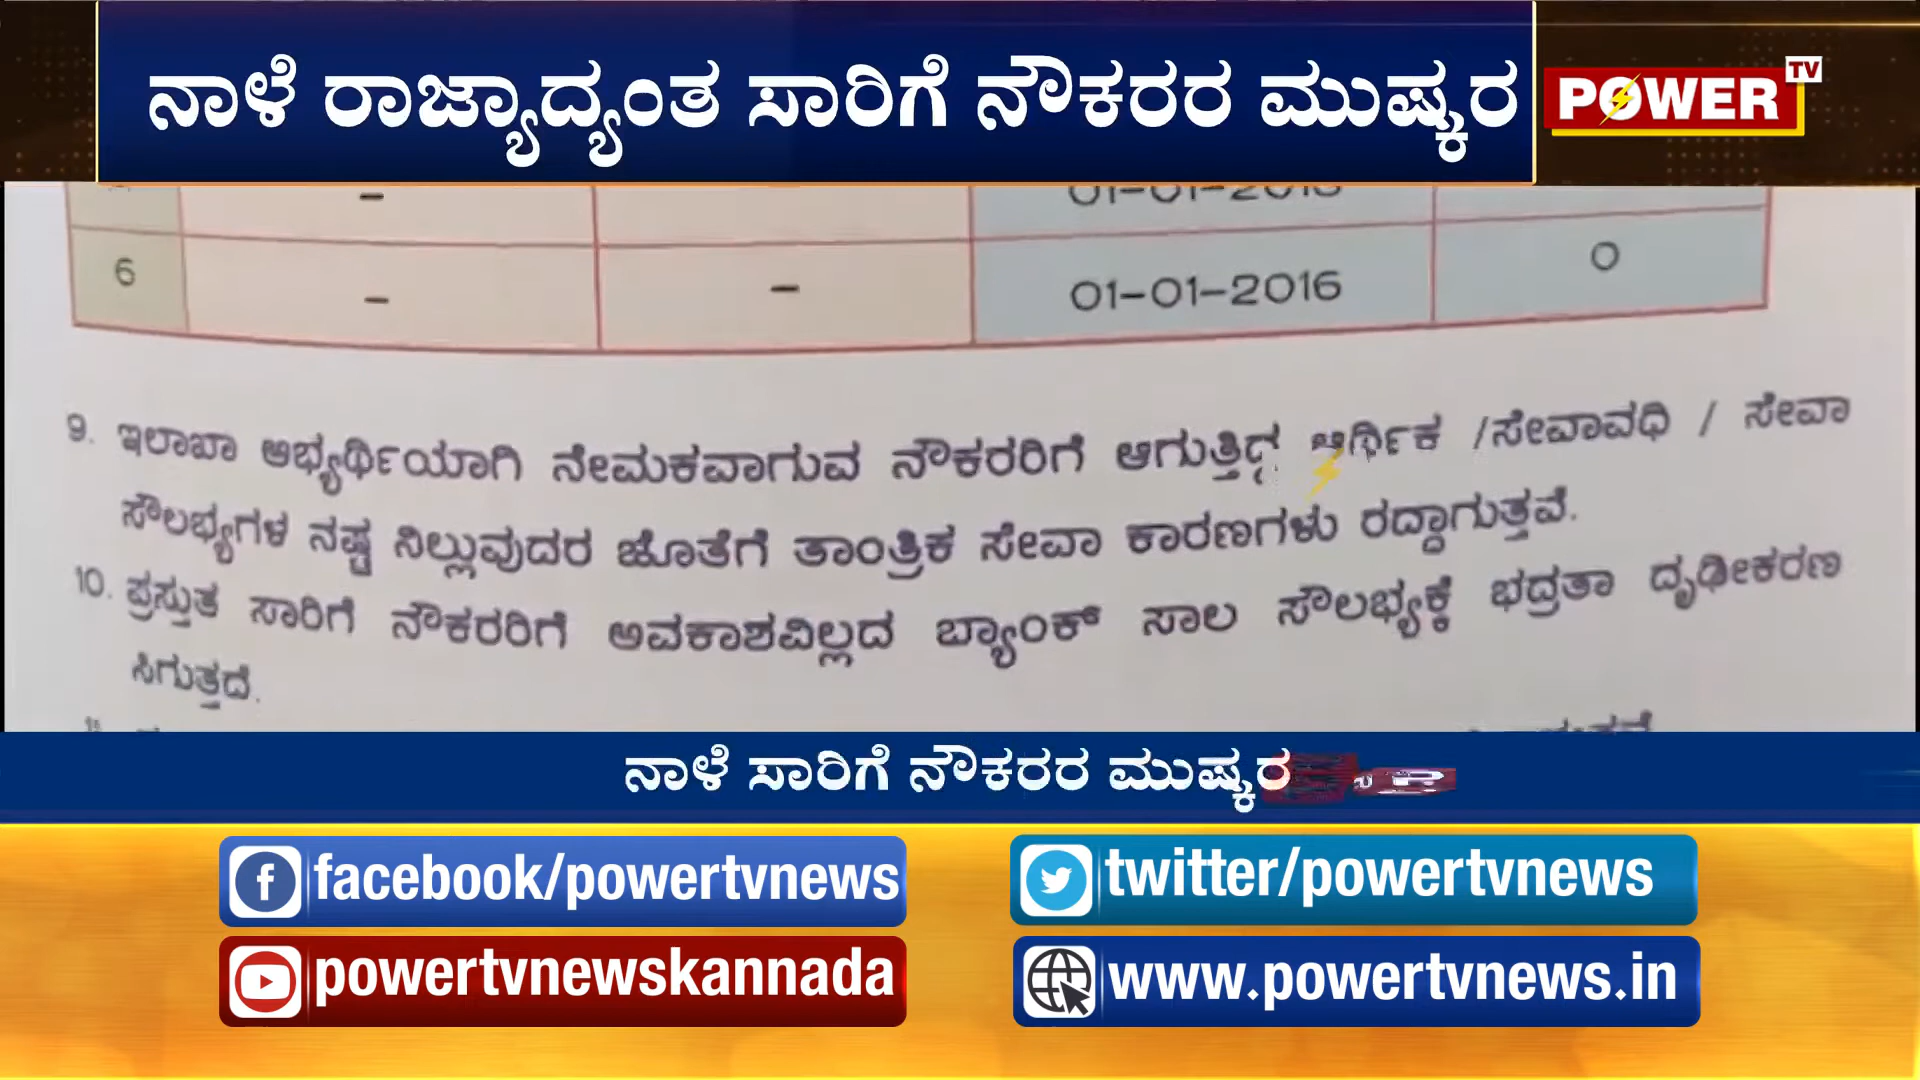 ನಾಳೆ ರಾಜ್ಯಾದ್ಯಂತ ಸಾರಿಗೆ ನೌಕರರ ಮುಷ್ಕರ
POWER TV
6 – – 01-01-2016 0
9. ಇಲಾಖಾ ಅಭ್ಯರ್ಥಿಯಾಗಿ ನೇಮಕವಾಗುವ ನೌಕರರಿಗೆ ಆಗುತ್ತಿದ್ದ ಆರ್ಥಿಕ /ಸೇವಾವಧಿ / ಸೇವಾ
ಸೌಲಭ್ಯಗಳ ನಷ್ಟ ನಿಲ್ಲುವುದರ ಜೊತೆಗೆ ತಾಂತ್ರಿಕ ಸೇವಾ ಕಾರಣಗಳು ರದ್ದಾಗುತ್ತವೆ.
10. ಪ್ರಸ್ತುತ ಸಾರಿಗೆ ನೌಕರರಿಗೆ ಅವಕಾಶವಿಲ್ಲದ ಬ್ಯಾಂಕ್ ಸಾಲ ಸೌಲಭ್ಯಕ್ಕೆ ಭದ್ರತಾ ದೃಢೀಕರಣ
ಸಿಗುತ್ತದೆ.
ನಾಳೆ ಸಾರಿಗೆ ನೌಕರರ ಮುಷ್ಕರ
facebook/powertvnews
twitter/powertvnews
powertvnewskannada
www.powertvnews.in